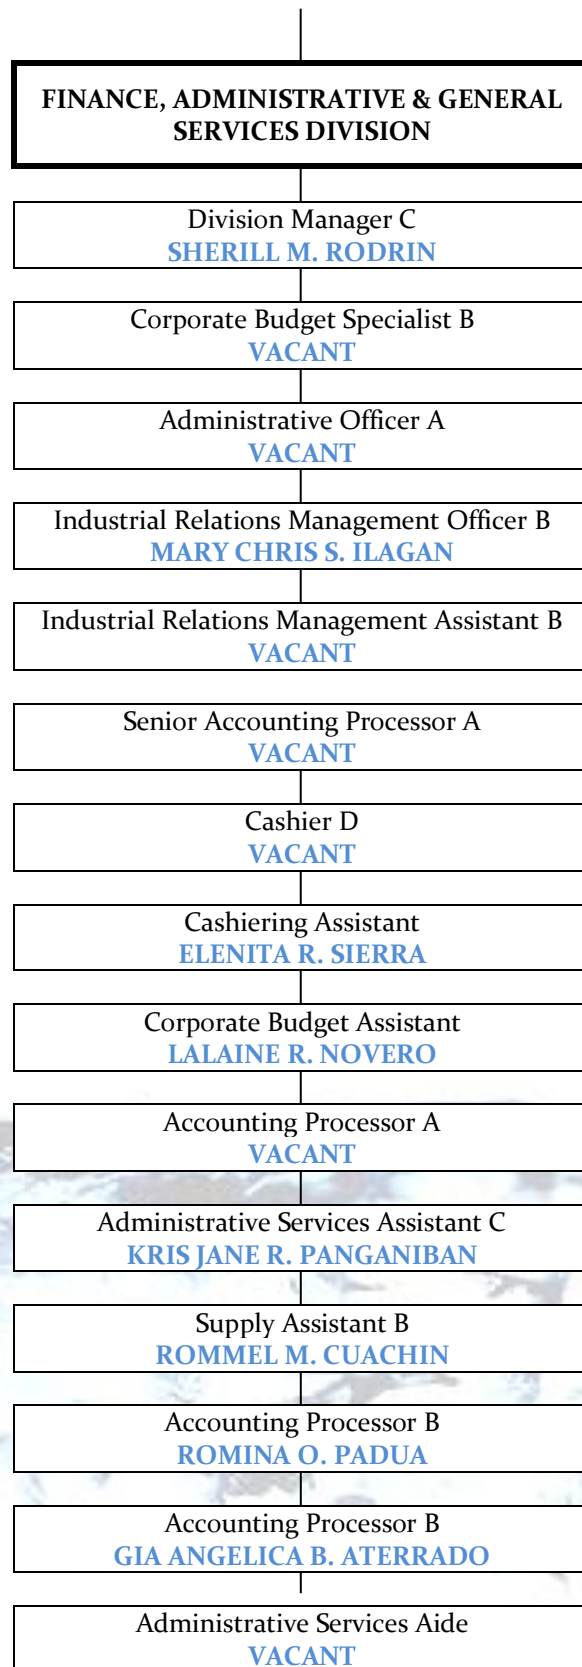 FINANCE, ADMINISTRATIVE & GENERAL
SERVICES DIVISION
Division Manager C
SHERILL M. RODRIN
Corporate Budget Specialist B
VACANT
Administrative Officer A
VACANT
Industrial Relations Management Officer B
MARY CHRIS S. ILAGAN
Industrial Relations Management Assistant B
VACANT
Senior Accounting Processor A
VACANT
Cashier D
VACANT
Cashiering Assistant
ELENITA R. SIERRA
Corporate Budget Assistant
LALAINE R. NOVERO
Accounting Processor A
VACANT
Administrative Services Assistant C
KRIS JANE R. PANGANIBAN
Supply Assistant B
ROMMEL M. CUACHIN
Accounting Processor B
ROMINA O. PADUA
Accounting Processor B
GIA ANGELICA B. ATERRADO
Administrative Services Aide
VACANT